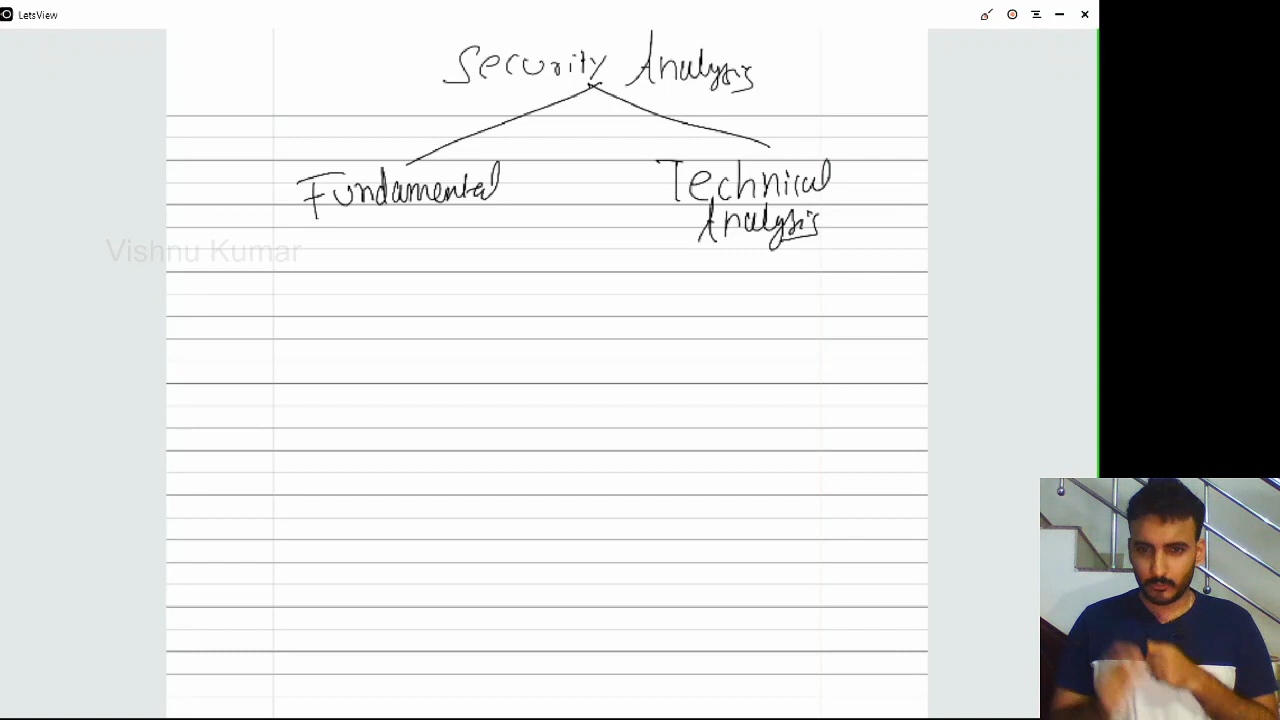 LetsView
Security Analysis
Fundamental
Technical
Analysis
Vishnu Kumar